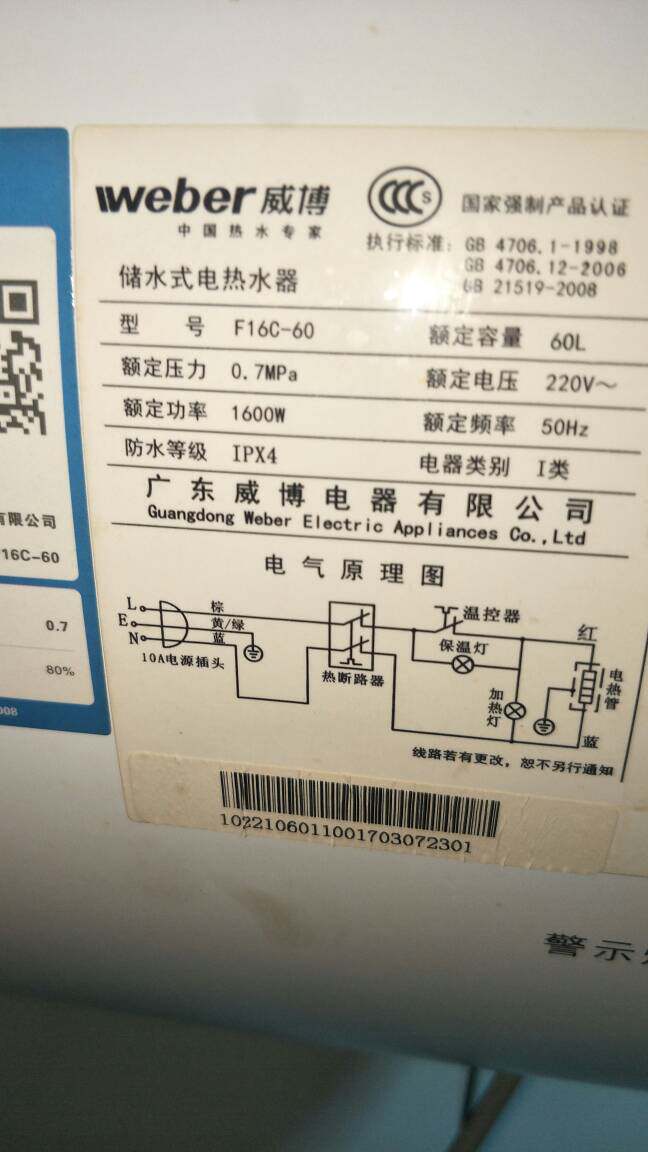 weber 威博
中国热水专家
CCC S
国家强制产品认证
执行标准: GB 4706.1-1998
GB 4706.12-2006
GB 21519-2008
储水式电热水器
型 号 F16C-60 额定容量 60L
额定压力 0.7MPa 额定电压 220V~
额定功率 1600W 额定频率 50Hz
防水等级 IPX4 电器类别 I类
广东威博电器有限公司
Guangdong Weber Electric Appliances Co.,Ltd
电气原理图
L
E
N
棕
黄/绿
蓝
10A电源插头
热断路器
温控器
保温灯
加热灯
红
电热管
蓝
线路若有更改，恕不另行通知
1022106011001703072301
有限公司
16C-60
0.7
80%
008
警示